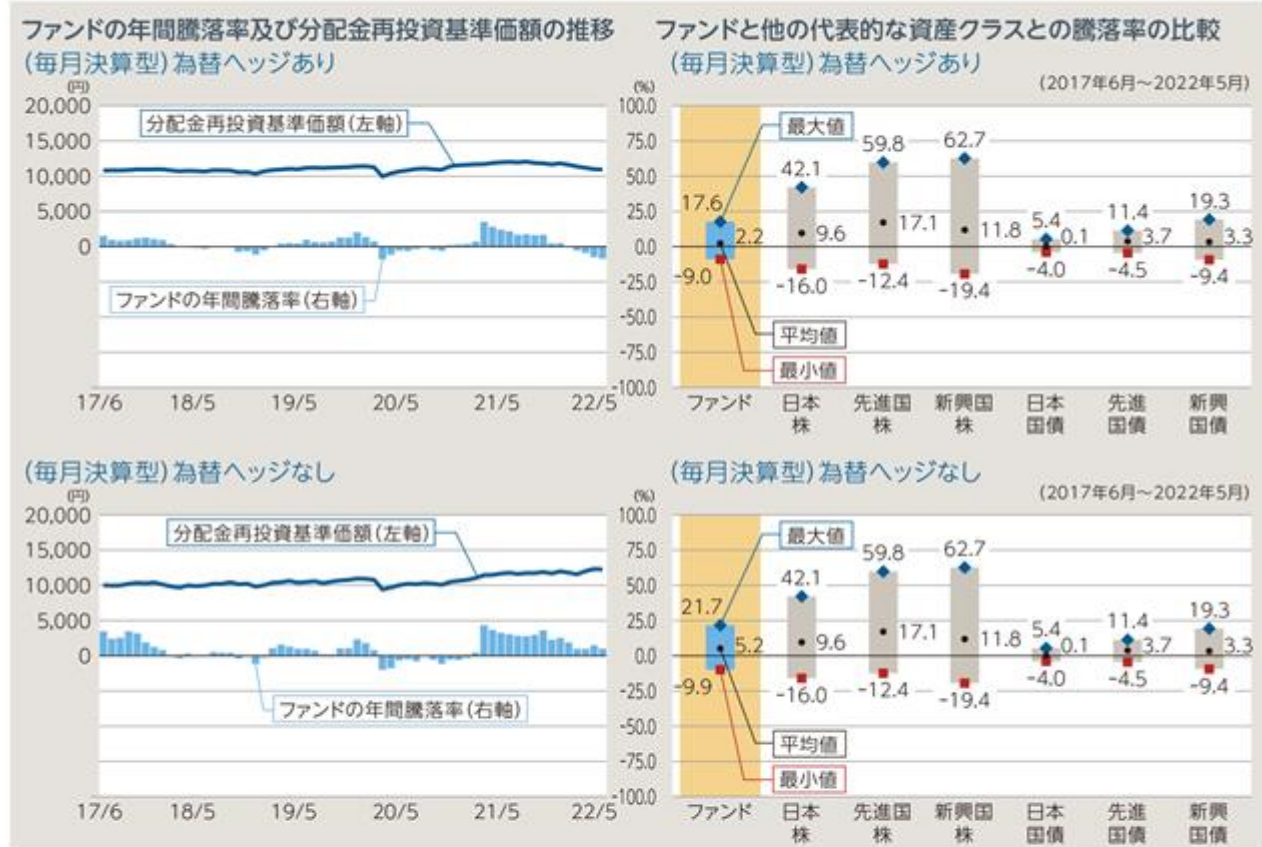 ファンドの年間騰落率及び分配金再投資基準価額の推移
(毎月決算型)為替ヘッジあり
(円)
20,000
15,000
10,000
5,000
0
分配金再投資基準価額(左軸)
ファンドの年間騰落率(右軸)
17/6 18/5 19/5 20/5 21/5 22/5
ファンドと他の代表的な資産クラスとの騰落率の比較
(毎月決算型)為替ヘッジあり
(2017年6月～2022年5月)
(%)
100.0
75.0
50.0
25.0
0.0
-25.0
-50.0
-75.0
-100.0
最大値
平均値
最小値
17.6 42.1 59.8 62.7 5.4 11.4 19.3
2.2 9.6 17.1 11.8 0.1 3.7 3.3
-9.0 -16.0 -12.4 -19.4 -4.0 -4.5 -9.4
ファンド 日本 先進国 新興国 日本 先進 新興
株 株 株 国債 国債 国債
(毎月決算型)為替ヘッジなし
(円)
20,000
15,000
10,000
5,000
0
分配金再投資基準価額(左軸)
ファンドの年間騰落率(右軸)
17/6 18/5 19/5 20/5 21/5 22/5
(毎月決算型)為替ヘッジなし
(2017年6月～2022年5月)
(%)
100.0
75.0
50.0
25.0
0.0
-25.0
-50.0
-75.0
-100.0
最大値
平均値
最小値
21.7 42.1 59.8 62.7 5.4 11.4 19.3
5.2 9.6 17.1 11.8 0.1 3.7 3.3
-9.9 -16.0 -12.4 -19.4 -4.0 -4.5 -9.4
ファンド 日本 先進国 新興国 日本 先進 新興
株 株 株 国債 国債 国債